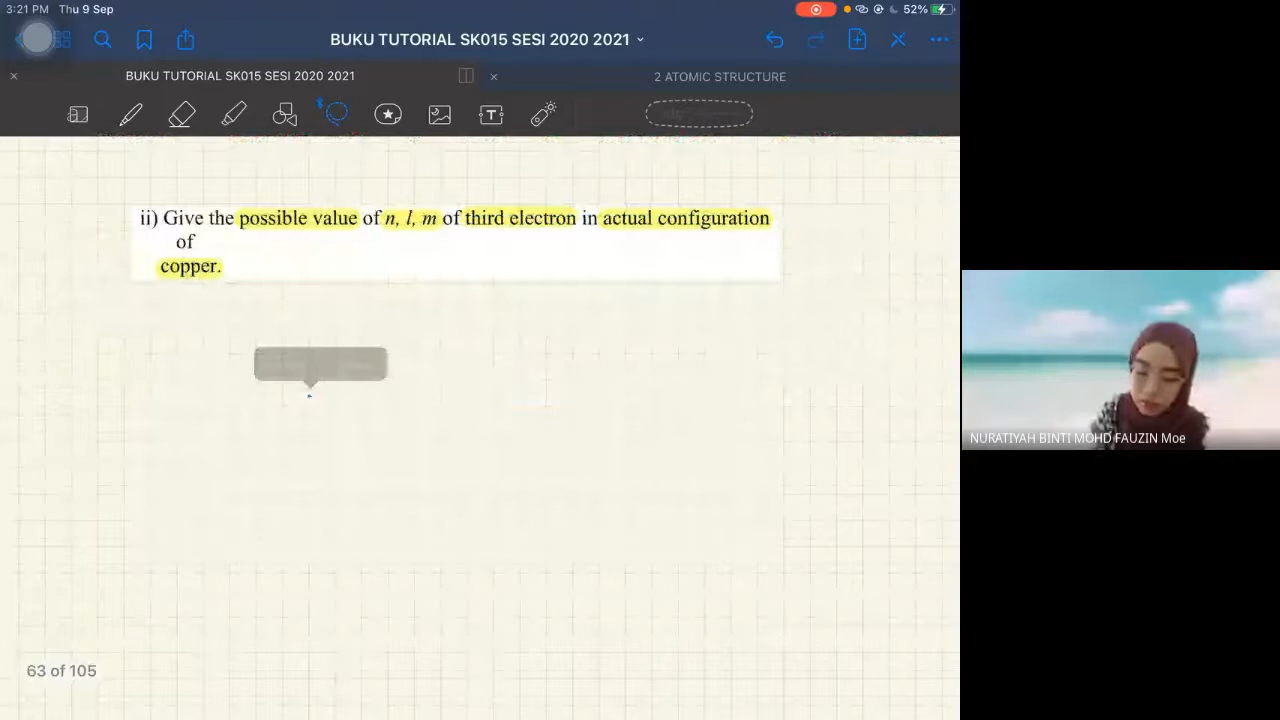 3:21 PM Thu 9 Sep
52%
BUKU TUTORIAL SK015 SESI 2020 2021
BUKU TUTORIAL SK015 SESI 2020 2021
2 ATOMIC STRUCTURE
T
ii) Give the possible value of n, l, m of third electron in actual configuration
of
copper.
NURATIYAH BINTI MOHD FAUZIN Moe
63 of 105